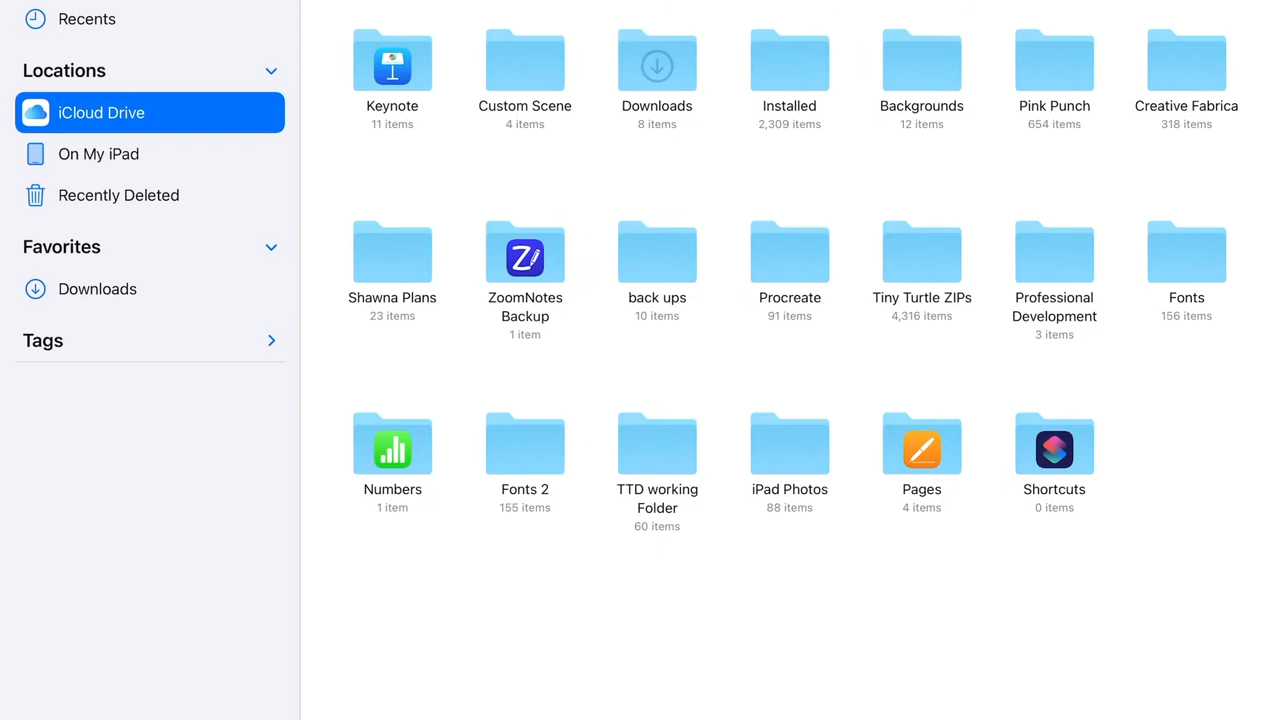 Recents
Locations
iCloud Drive
On My iPad
Recently Deleted
Favorites
Downloads
Tags
Keynote
11 items
Custom Scene
4 items
Downloads
8 items
Installed
2,309 items
Backgrounds
12 items
Pink Punch
654 items
Creative Fabrica
318 items
Shawna Plans
23 items
ZoomNotes
Backup
1 item
back ups
10 items
Procreate
91 items
Tiny Turtle ZIPs
4,316 items
Professional
Development
3 items
Fonts
156 items
Numbers
1 item
Fonts 2
155 items
TTD working
Folder
60 items
iPad Photos
88 items
Pages
4 items
Shortcuts
0 items